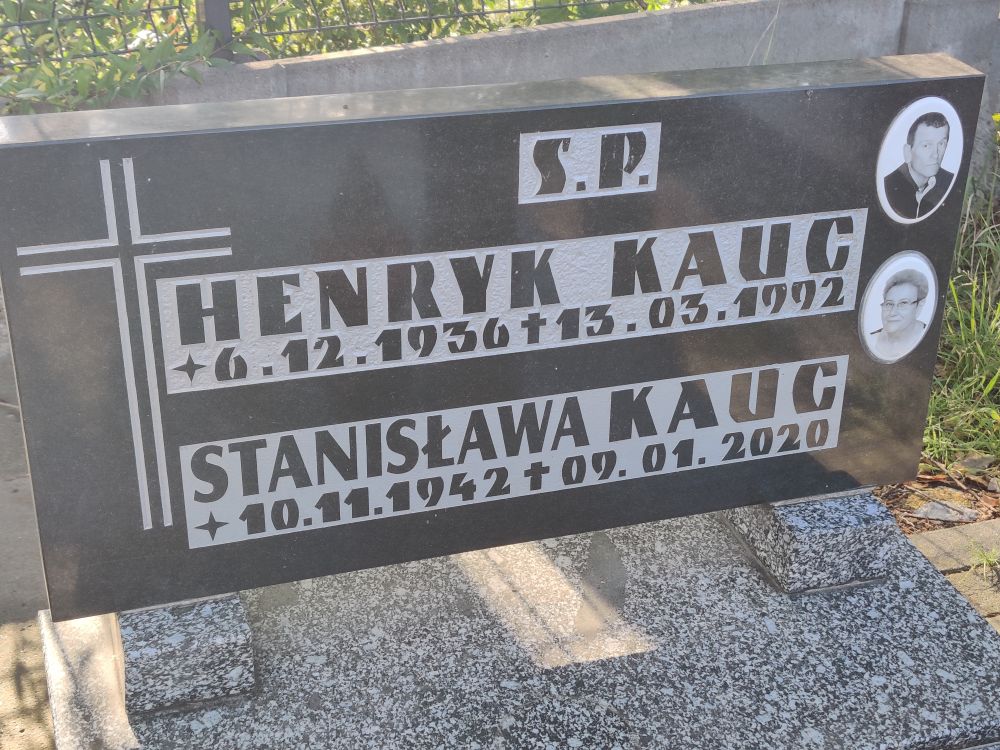 S.P.
HENRYK KAUC
✦6.12.1936✝13.03.1992
STANISŁAWA KAUC
✦10.11.1942✝09.01.2020